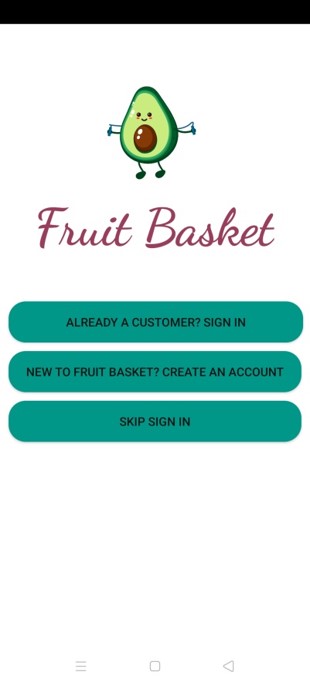 Fruit Basket
ALREADY A CUSTOMER? SIGN IN
NEW TO FRUIT BASKET? CREATE AN ACCOUNT
SKIP SIGN IN